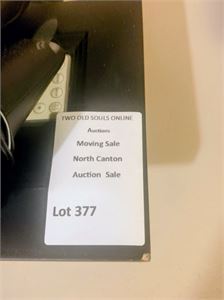 TWO OLD SOULS ONLINE
Auctions
Moving Sale
North Canton
Auction Sale
Lot 377